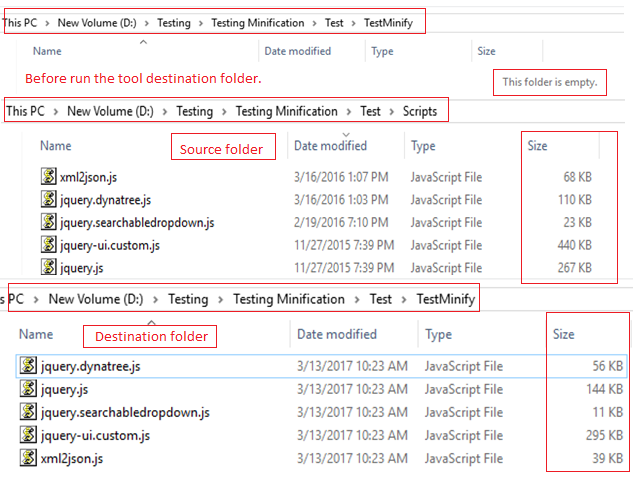 This PC > New Volume (D:) > Testing > Testing Minification > Test > TestMinify
Name Date modified Type Size
Before run the tool destination folder. This folder is empty.
This PC > New Volume (D:) > Testing > Testing Minification > Test > Scripts
Name Source folder Date modified Type Size
xml2json.js 3/16/2016 1:07 PM JavaScript File 68 KB
jquery.dynatree.js 3/16/2016 1:03 PM JavaScript File 110 KB
jquery.searchabledropdown.js 2/19/2016 7:10 PM JavaScript File 23 KB
jquery-ui.custom.js 11/27/2015 7:39 PM JavaScript File 440 KB
jquery.js 11/27/2015 7:39 PM JavaScript File 267 KB
s PC > New Volume (D:) > Testing > Testing Minification > Test > TestMinify
Name Destination folder Date modified Type Size
jquery.dynatree.js 3/13/2017 10:23 AM JavaScript File 56 KB
jquery.js 3/13/2017 10:23 AM JavaScript File 144 KB
jquery.searchabledropdown.js 3/13/2017 10:23 AM JavaScript File 11 KB
jquery-ui.custom.js 3/13/2017 10:23 AM JavaScript File 295 KB
xml2json.js 3/13/2017 10:23 AM JavaScript File 39 KB